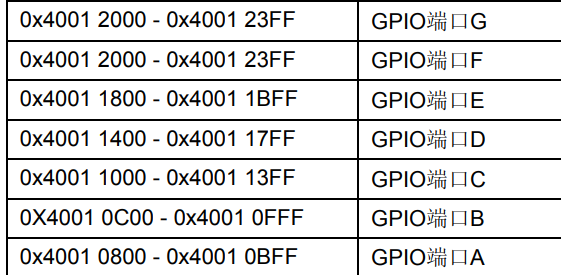 0x4001 2000 - 0x4001 23FF GPIO端口G
0x4001 2000 - 0x4001 23FF GPIO端口F
0x4001 1800 - 0x4001 1BFF GPIO端口E
0x4001 1400 - 0x4001 17FF GPIO端口D
0x4001 1000 - 0x4001 13FF GPIO端口C
0X4001 0C00 - 0x4001 0FFF GPIO端口B
0x4001 0800 - 0x4001 0BFF GPIO端口A